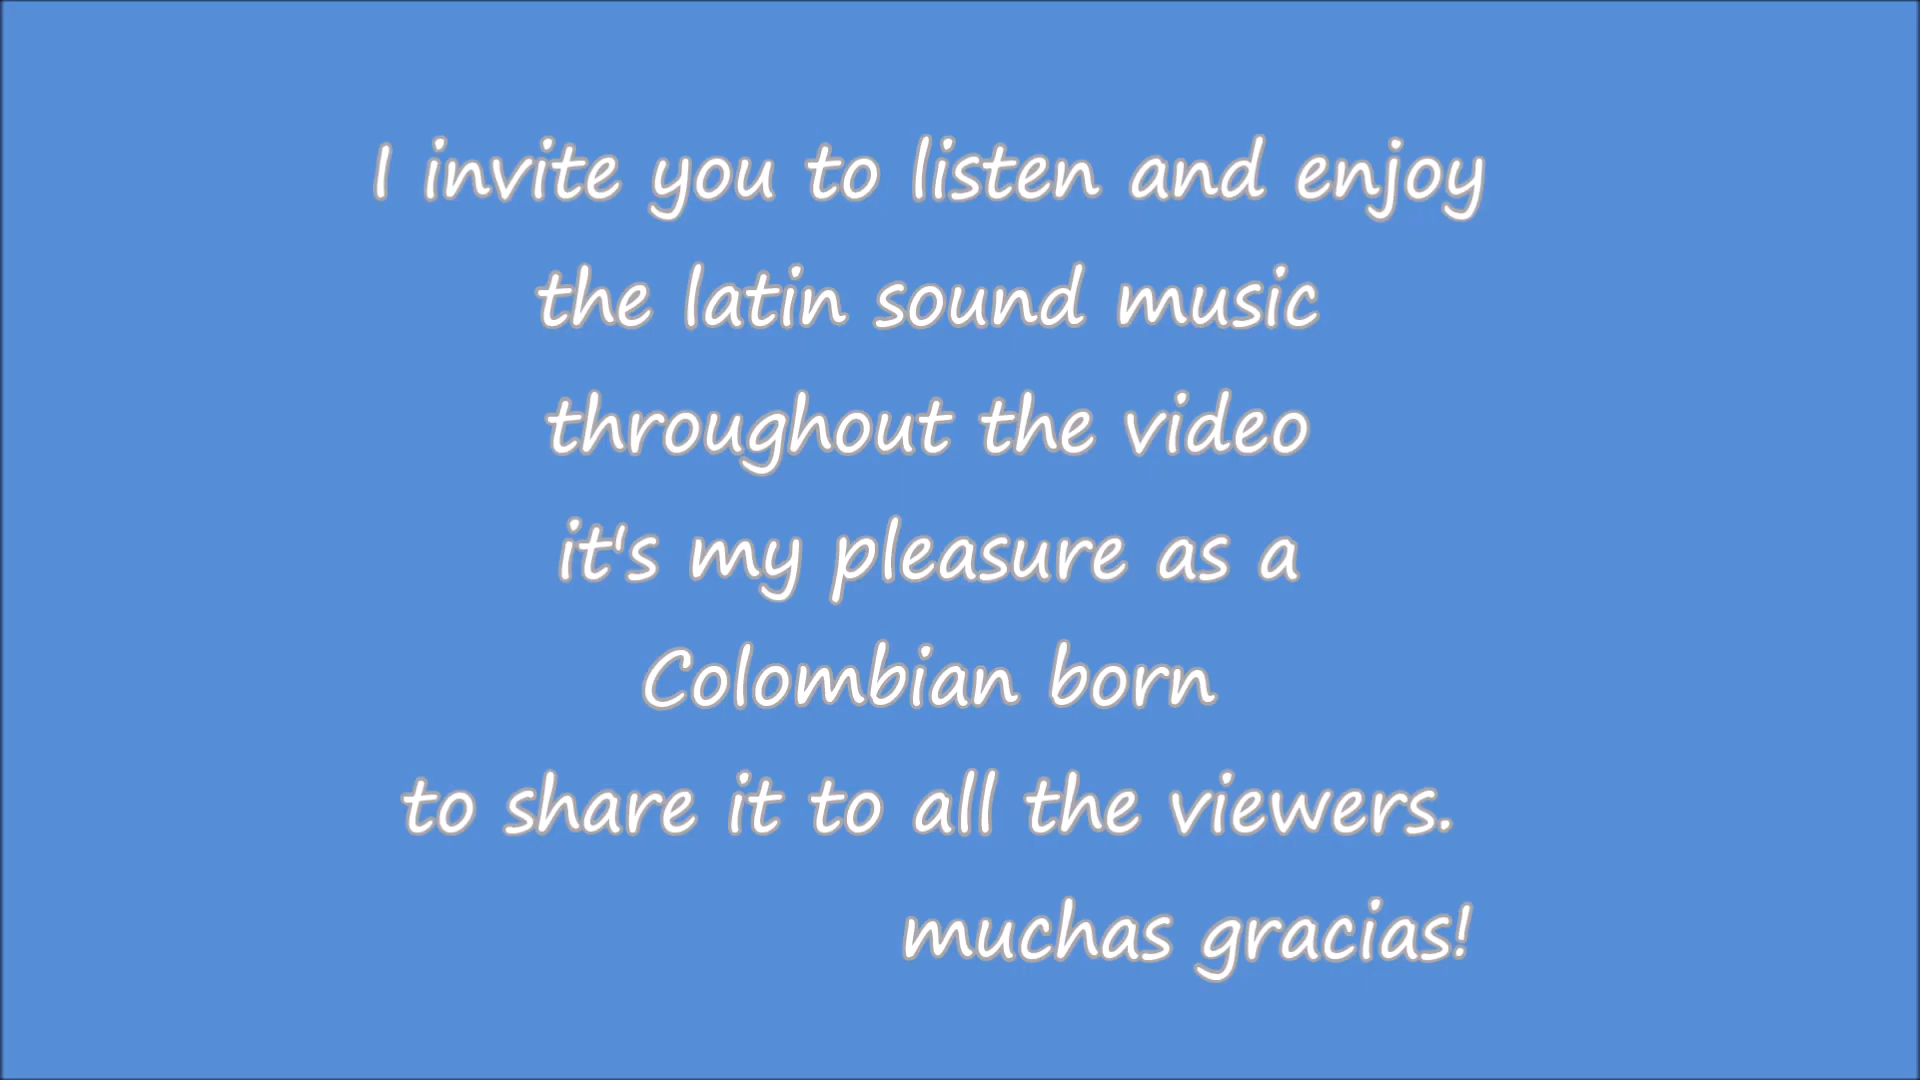 I invite you to listen and enjoy
the latin sound music
throughout the video
it's my pleasure as a
Colombian born
to share it to all the viewers.
muchas gracias!